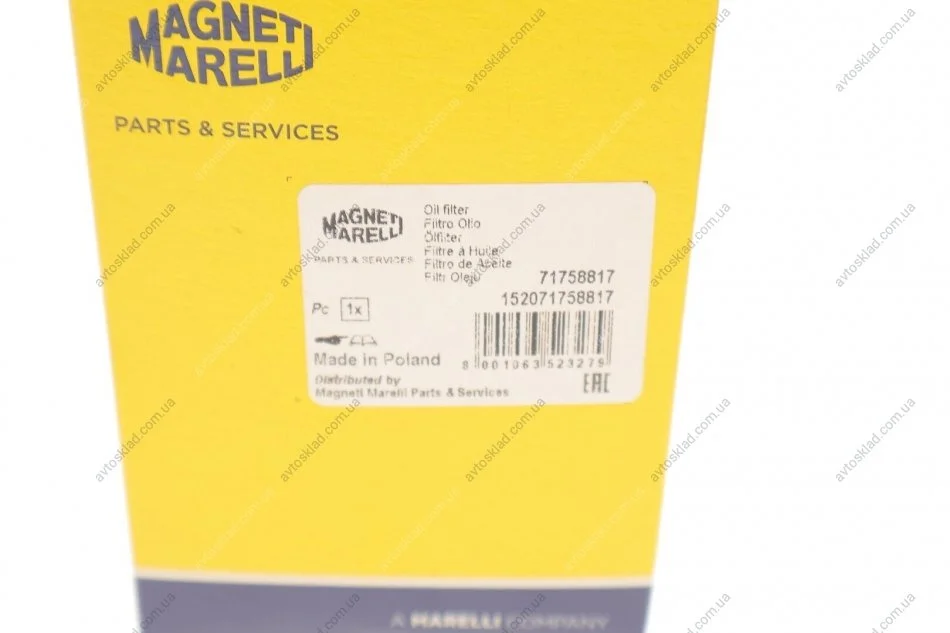 MAGNETI
MARELLI
PARTS & SERVICES
MAGNETI
MARELLI
PARTS & SERVICES
Oil filter
Filtro Olio
Ölfilter
Filtre à Huile
Filtro de Aceite
Filtr Oleju
71758817
152071758817
Pc 1x
8 001063 523279
Made in Poland
EAC
Distributed by
Magneti Marelli Parts & Services
A MARELLI COMPANY
avtosklad.com.ua